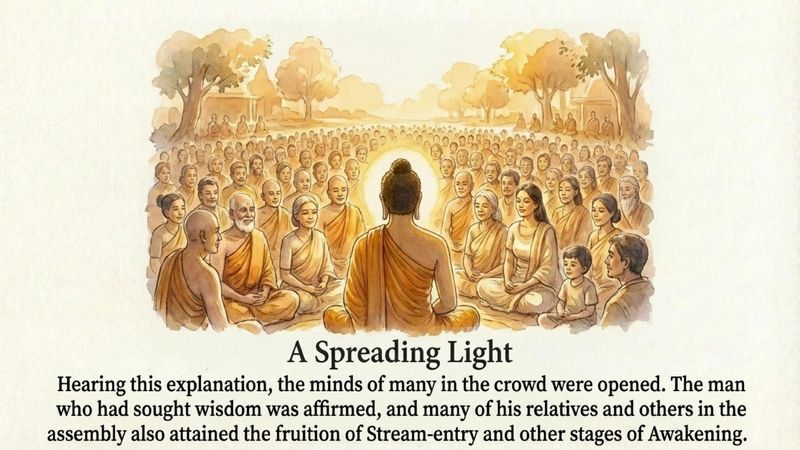 A Spreading Light
Hearing this explanation, the minds of many in the crowd were opened. The man
who had sought wisdom was affirmed, and many of his relatives and others in the
assembly also attained the fruition of Stream-entry and other stages of Awakening.